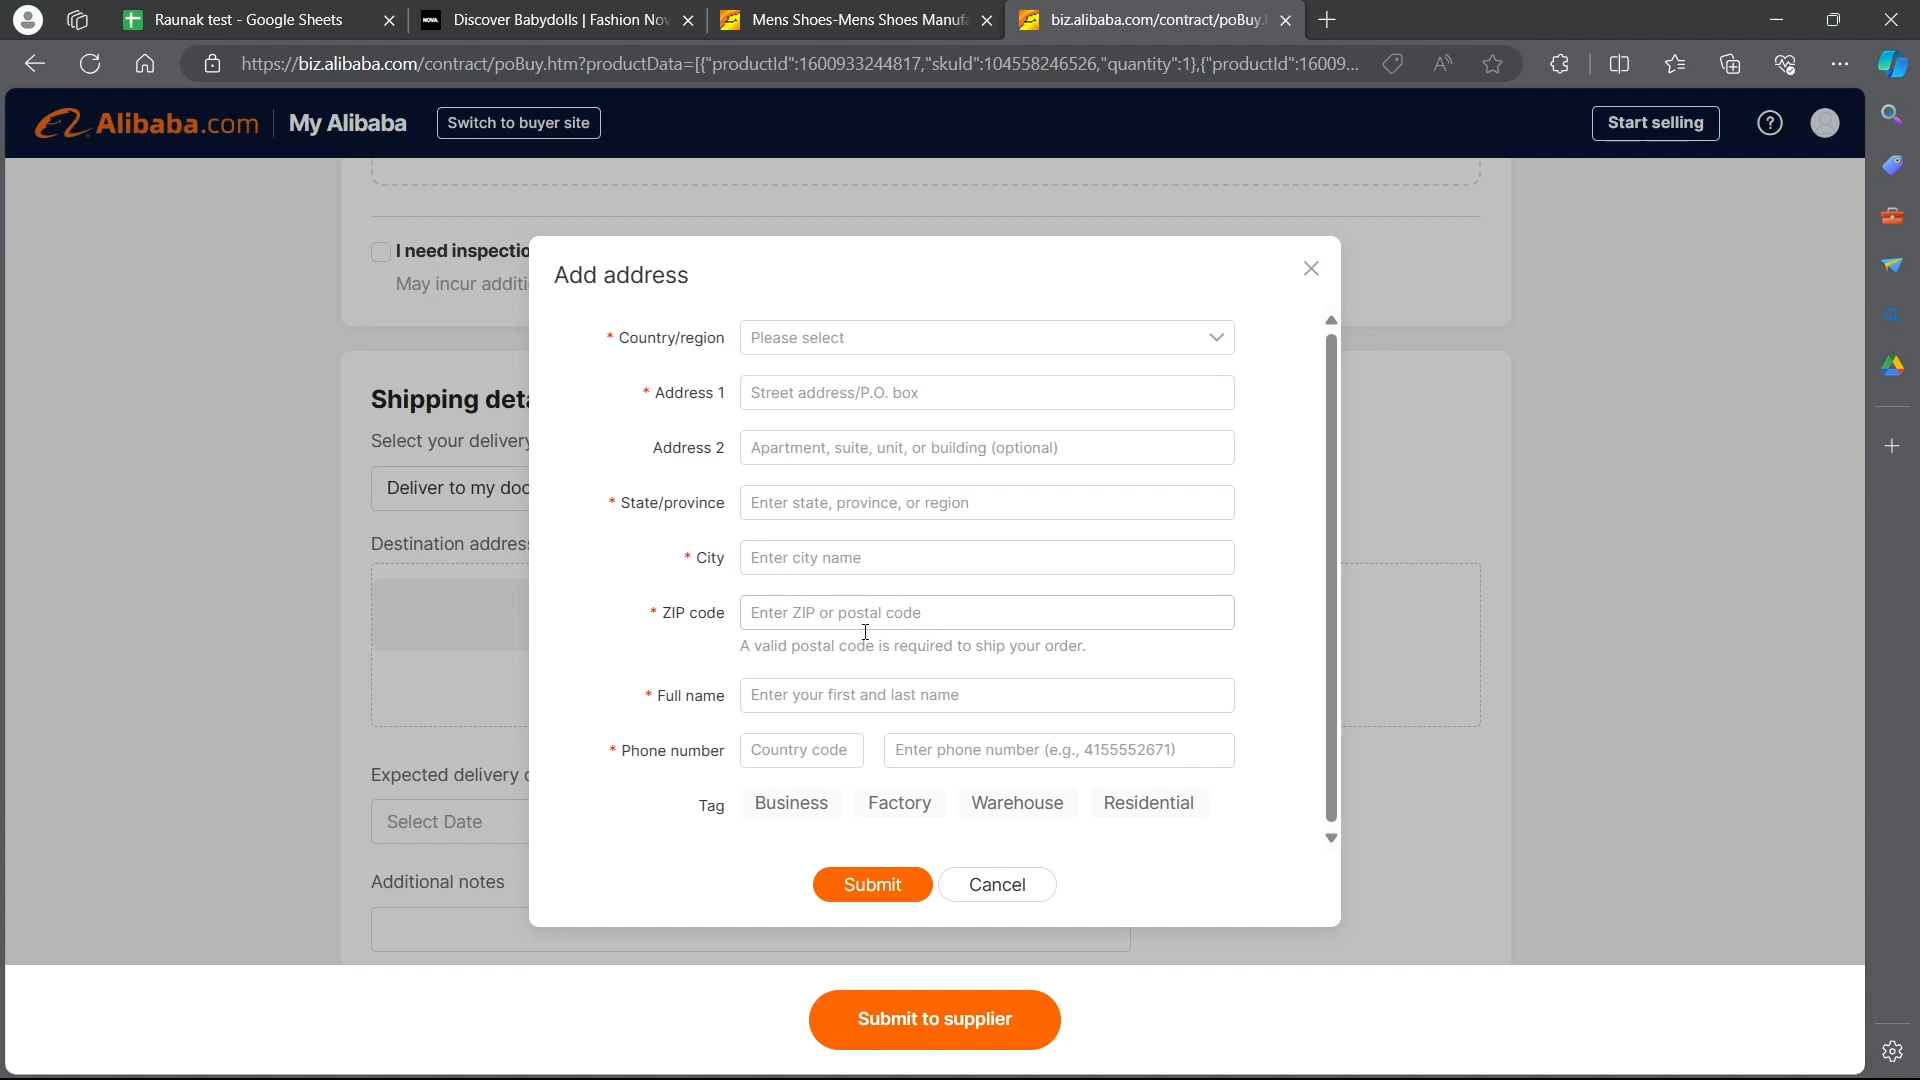 Raunak test - Google Sheets
Discover Babydolls | Fashion Nov
Mens Shoes-Mens Shoes Manufa
biz.alibaba.com/contract/poBuy.
https://biz.alibaba.com/contract/poBuy.htm?productData=[{"productId":1600933244817,"skuId":104558246526,"quantity":1},{"productId":16009...
Alibaba.com
My Alibaba
Switch to buyer site
Start selling
I need inspectio
May incur additi
Add address
* Country/region
Please select
* Address 1
Street address/P.O. box
Shipping deta
Select your delivery
Address 2
Apartment, suite, unit, or building (optional)
Deliver to my doo
* State/province
Enter state, province, or region
Destination address
* City
Enter city name
* ZIP code
Enter ZIP or postal code
A valid postal code is required to ship your order.
* Full name
Enter your first and last name
* Phone number
Country code
Enter phone number (e.g., 4155552671)
Expected delivery d
Select Date
Tag
Business
Factory
Warehouse
Residential
Additional notes
Submit
Cancel
Submit to supplier